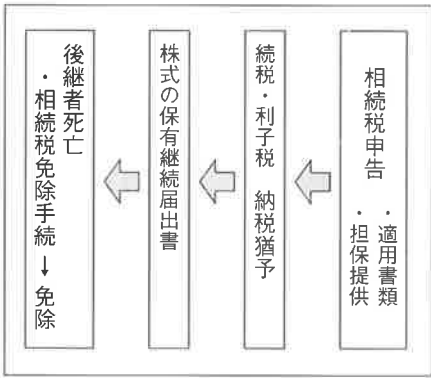 相続税申告
・適用書類
・担保提供
続税・利子税 納税猶予
株式の保有継続届出書
後継者死亡
・相続税免除手続→免除